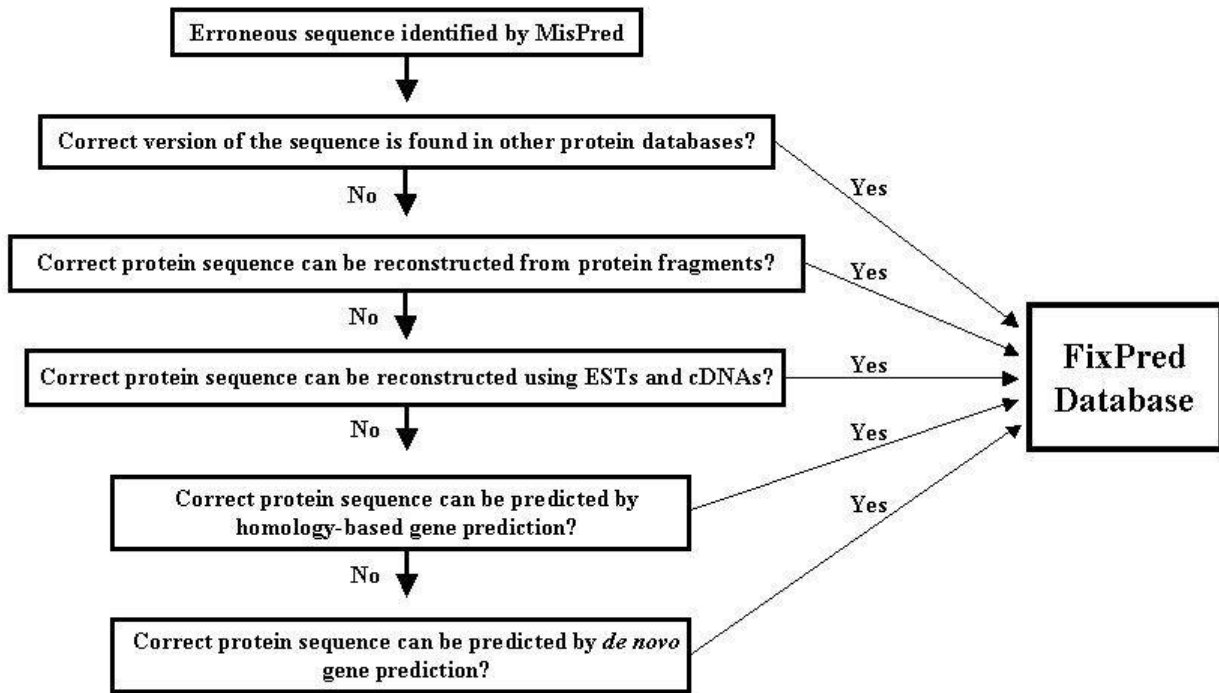 Erroneous sequence identified by MisPred
Correct version of the sequence is found in other protein databases?
No
Yes
Correct protein sequence can be reconstructed from protein fragments?
Yes
No
Correct protein sequence can be reconstructed using ESTs and cDNAs?
Yes
FixPred
Database
No
Yes
Correct protein sequence can be predicted by
homology-based gene prediction?
Yes
No
Correct protein sequence can be predicted by de novo
gene prediction?